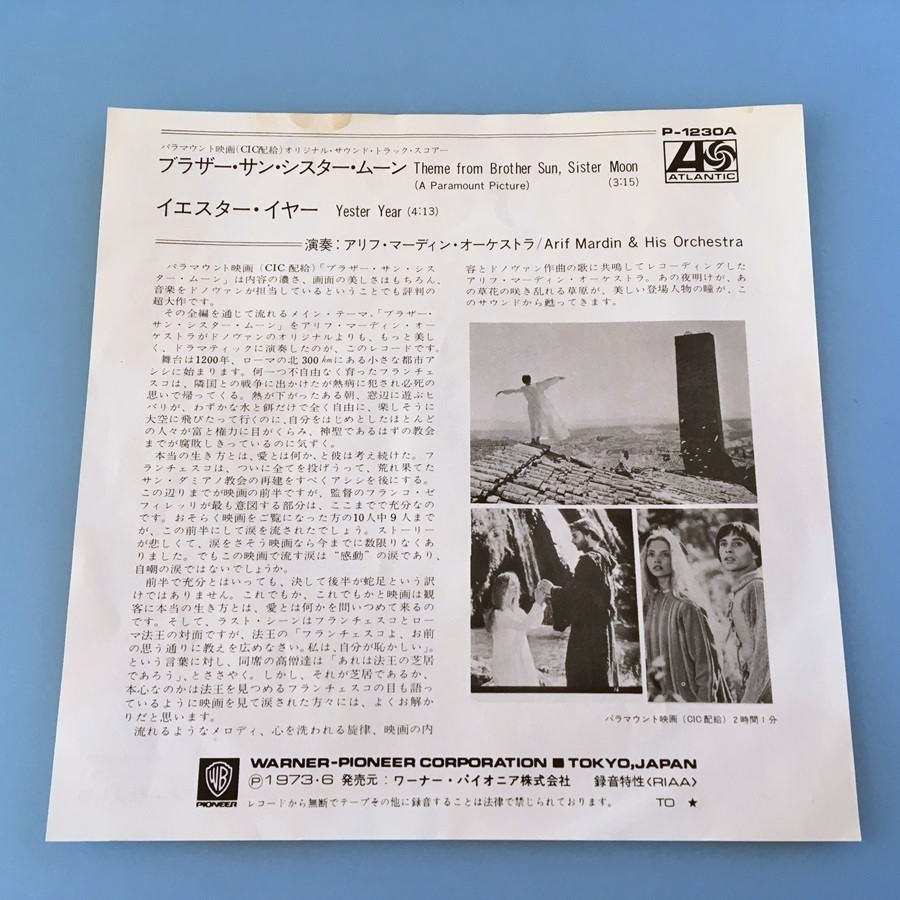 P-1230A
パラマウント映画(CIC配給)オリジナル・サウンド・トラック・スコアー
ブラザー・サン・シスター・ムーン Theme from Brother Sun, Sister Moon
(A Paramount Picture) (3:15)
ATLANTIC
イエスター・イヤー Yester Year (4:13)
演奏: アリフ・マーディン・オーケストラ/Arif Mardin & His Orchestra
パラマウント映画(CIC配給)「ブラザー・サン・シス
ター・ムーン」は内容の濃さ、画面の美しさはもちろん、
音楽をドノヴァンが担当しているということでも評判の
超大作です。
その全編を通じて流れるメイン・テーマ、「ブラザー・
サン・シスター・ムーン」をアリフ・マーディン・オー
ケストラがドノヴァンのオリジナルよりも、もっと美し
く、ドラマティックに演奏したのが、このレコードです。
舞台は1200年、ローマの北300kmにある小さな都市ア
シシに始まります。何一つ不自由なく育ったフランチェ
スコは、隣国との戦争に出かけたが熱病に犯され必死の
思いで帰ってくる。熱が下がったある朝、窓辺に遊ぶヒ
バリが、わずかな水と餌だけで全く自由に、楽しそうに
大空に飛びたって行くのに、自分をはじめとしたほとんど
の人々が富と権力に目がくらみ、神聖であるはずの教会
までが腐敗しきっているのに気ずく。
本当の生き方とは、愛とは何か、と彼は考え続けた。フ
ランチェスコは、ついに全てを投げうって、荒れ果てた
サン・ダミアノ教会の再建をすべくアシシを後にする。
この辺りまでが映画の前半ですが、監督のフランコ・ゼ
フィレッリが最も意図する部分は、ここまでで充分なの
です。おそらく映画をご覧になった方の10人中9人まで
が、この前半にして涙を流されたでしょう。ストーリー
が悲しくて、涙をさそう映画なら今までに数限りなくあ
りました。でもこの映画で流す涙は“感動”の涙であり、
自嘲の涙ではないでしょうか。
前半で充分とはいっても、決して後半が蛇足という訳
けではありません。これでもか、これでもかと映画は観
客に本当の生き方とは、愛とは何かを問いつめて来るの
です。そして、ラスト・シーンはフランチェスコとロー
マ法王の対面ですが、法王の「フランチェスコよ、お前
の思う通りに教えを広めなさい。私は、自分が恥かしい」。
という言葉に対し、同席の高僧達は「あれは法王の芝居
であろう」、とささやく。しかし、それが芝居であるか、
本心なのかは法王を見つめるフランチェスコの目も語っ
ているように映画を見て涙された方々には、よくお解か
りだと思います。
流れるようなメロディ、心を洗われる旋律、映画の内
容とドノヴァン作曲の歌に共鳴してレコーディングした
アリフ・マーディン・オーケストラ。あの夜明けが、あ
の草花の咲き乱れる草原が、美しい登場人物の瞳が、こ
のサウンドから甦ってきます。
パラマウント映画(CIC配給)2時間1分
WB
PIONEER
WARNER-PIONEER CORPORATION ■ TOKYO, JAPAN
Ⓟ1973·6 発売元: ワーナー・パイオニア株式会社 録音特性〈RIAA〉
レコードから無断でテープその他に録音することは法律で禁じられております。 TO ★